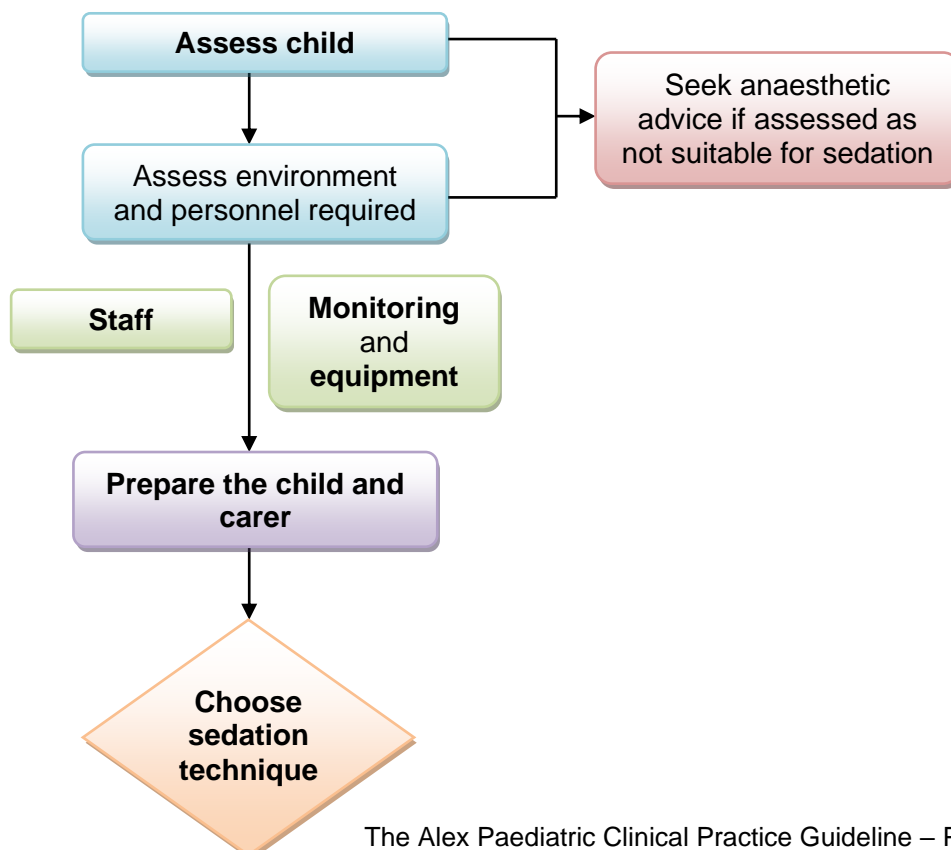 Assess child
Seek anaesthetic
advice if assessed as
not suitable for sedation
Assess environment
and personnel required
Staff
Monitoring
and
equipment
Prepare the child and
carer
Choose
sedation
technique
The Alex Paediatric Clinical Practice Guideline –